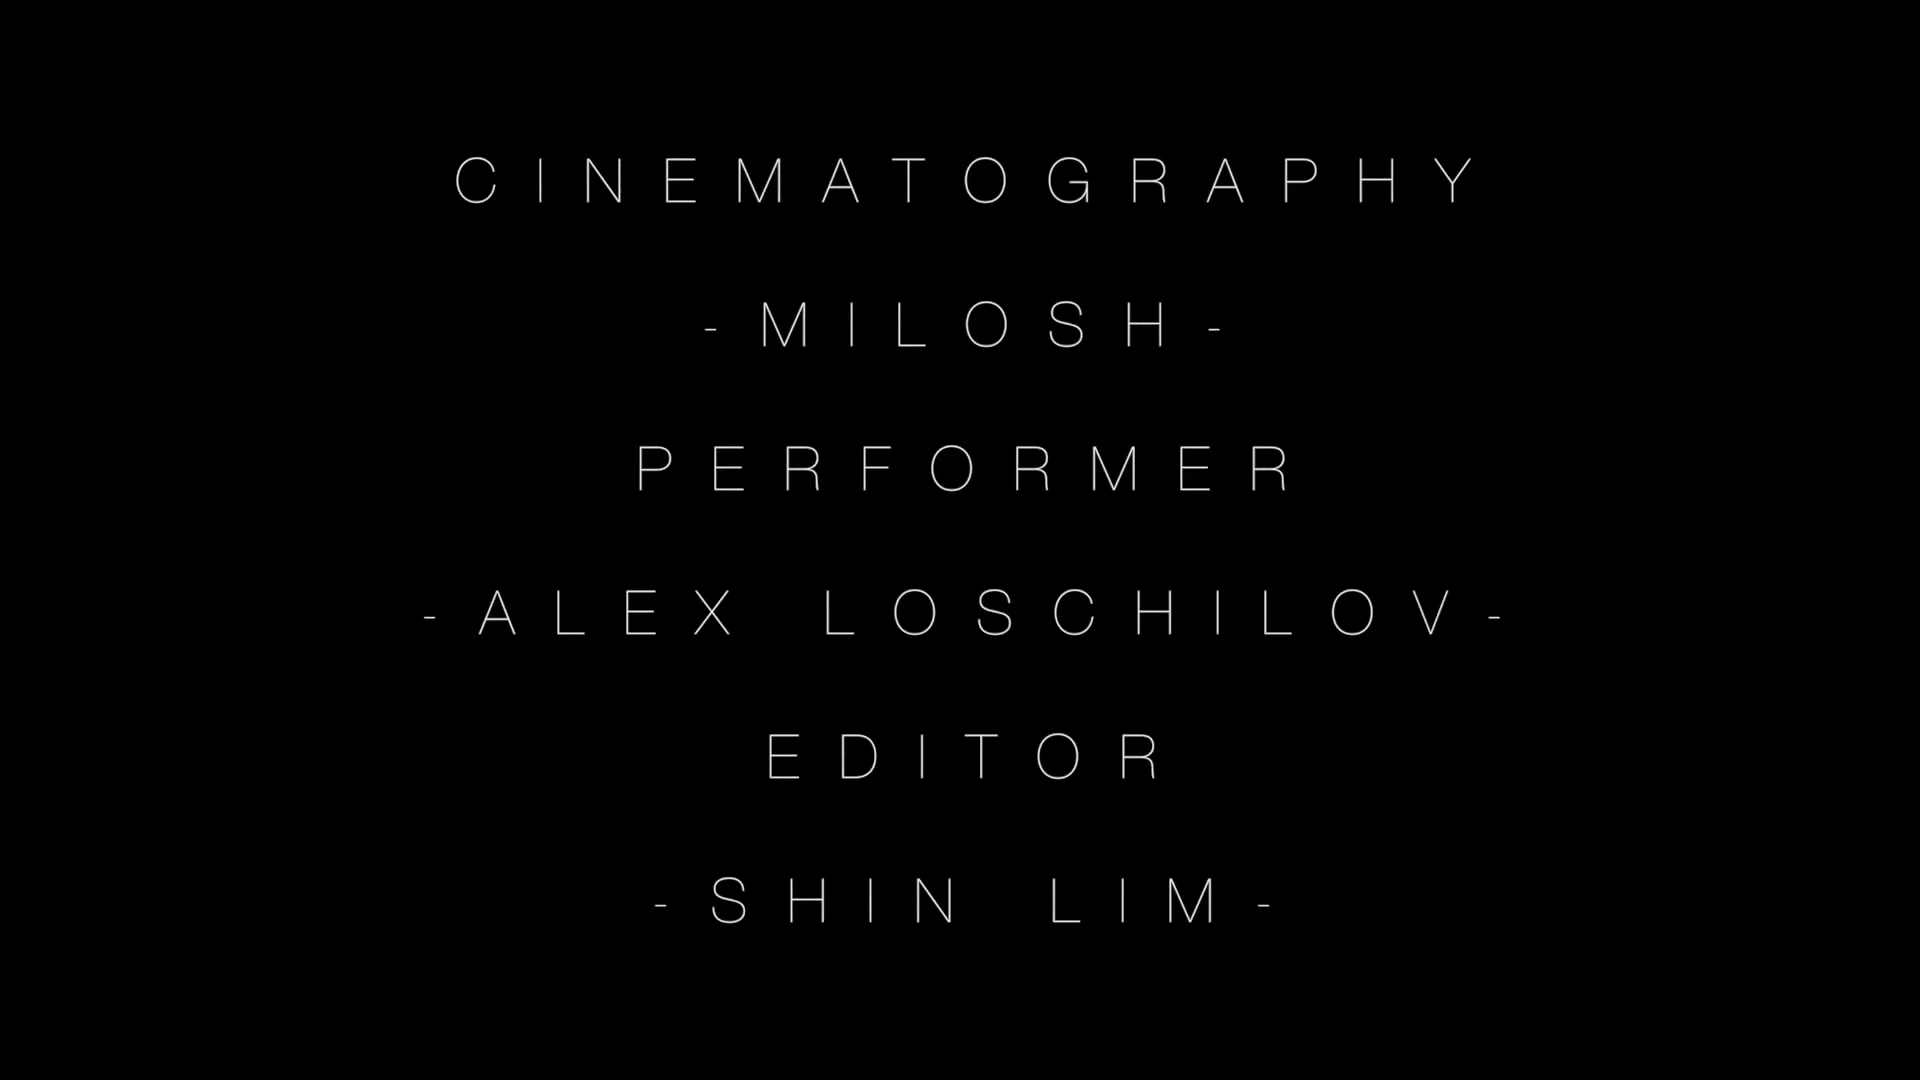 CINEMATOGRAPHY
-MILOSH-
PERFORMER
-ALEX LOSCHILOV-
EDITOR
-SHIN LIM-